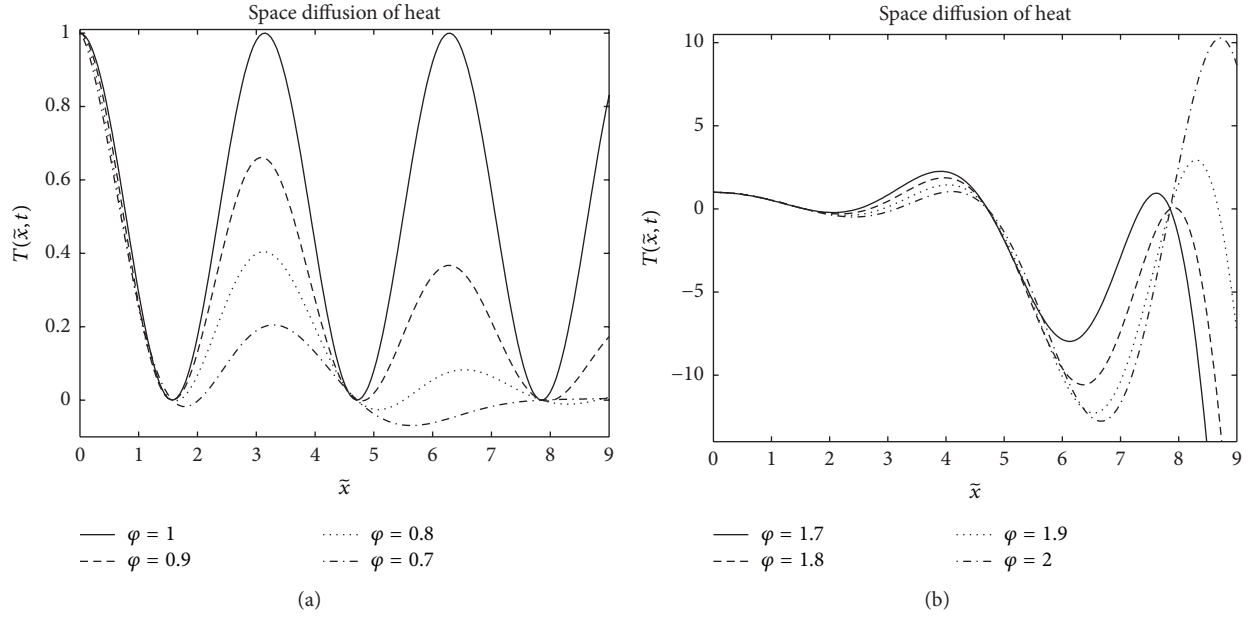 Space diffusion of heat
1
0.8
0.6
0.4
0.2
0
T(x̃, t)
0 1 2 3 4 5 6 7 8 9
x̃
φ = 1
φ = 0.9
φ = 0.8
φ = 0.7
(a)
Space diffusion of heat
10
5
0
−5
−10
T(x̃, t)
0 1 2 3 4 5 6 7 8 9
x̃
φ = 1.7
φ = 1.8
φ = 1.9
φ = 2
(b)